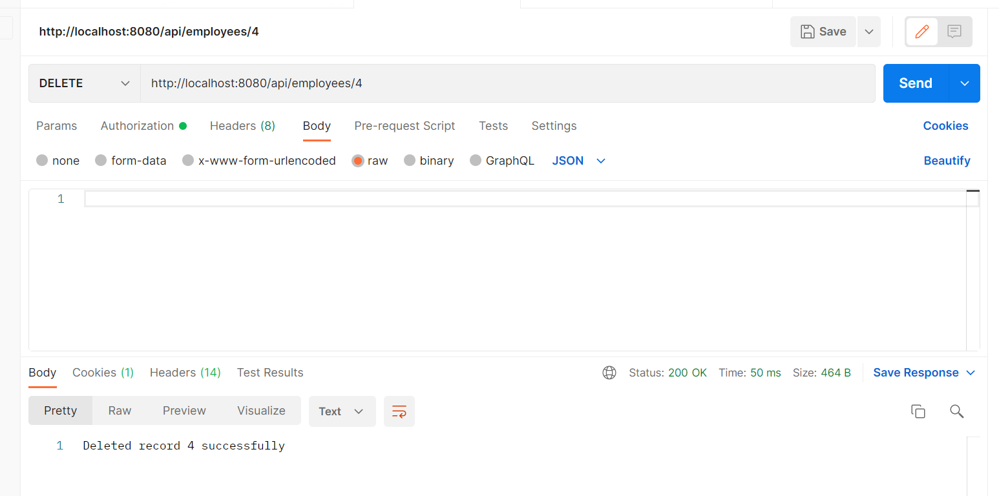 http://localhost:8080/api/employees/4 Save
DELETE http://localhost:8080/api/employees/4 Send
Params Authorization Headers (8) Body Pre-request Script Tests Settings Cookies
none form-data x-www-form-urlencoded raw binary GraphQL JSON Beautify
1
Body Cookies (1) Headers (14) Test Results Status: 200 OK Time: 50 ms Size: 464 B Save Response
Pretty Raw Preview Visualize Text
1 Deleted record 4 successfully